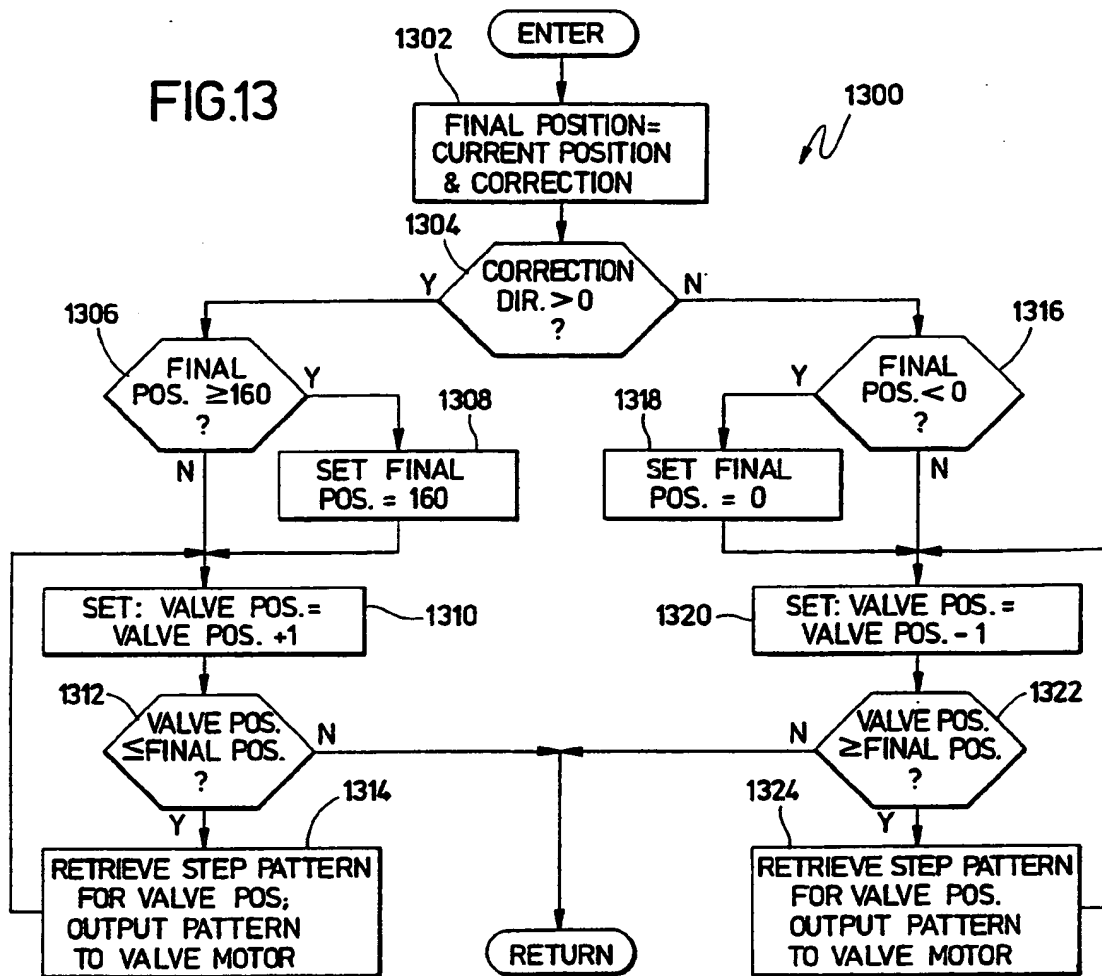 ENTER
1302
FIG.13
1300
FINAL POSITION=
CURRENT POSITION
& CORRECTION
1304
CORRECTION
DIR. > 0
?
Y
N
1306
FINAL
POS. ≥160
?
Y
N
1308
SET FINAL
POS. = 160
1316
FINAL
POS. < 0
?
Y
N
1318
SET FINAL
POS. = 0
SET: VALVE POS. =
VALVE POS. +1
1310
1320
SET: VALVE POS. =
VALVE POS. - 1
1312
VALVE POS.
≤FINAL POS.
?
N
Y
1322
VALVE POS.
≥FINAL POS.
?
N
Y
1314
RETRIEVE STEP PATTERN
FOR VALVE POS;
OUTPUT PATTERN
TO VALVE MOTOR
1324
RETRIEVE STEP PATTERN
FOR VALVE POS.
OUTPUT PATTERN
TO VALVE MOTOR
RETURN